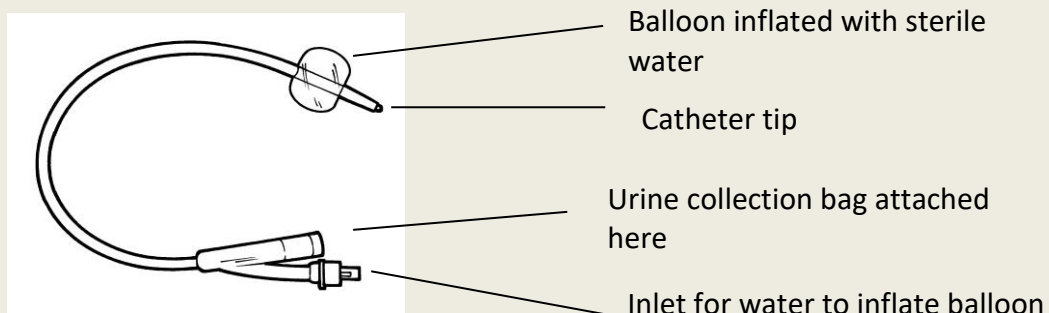 Balloon inflated with sterile
water
Catheter tip
Urine collection bag attached
here
Inlet for water to inflate balloon